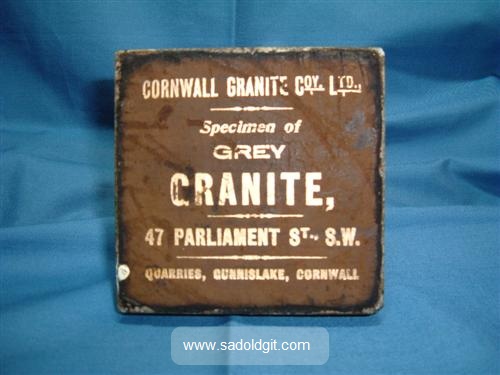 CORNWALL GRANITE COY. LTD.,
Specimen of
GREY
GRANITE,
47 PARLIAMENT ST., S.W.
QUARRIES, GUNNISLAKE, CORNWALL
www.sadoldgit.com